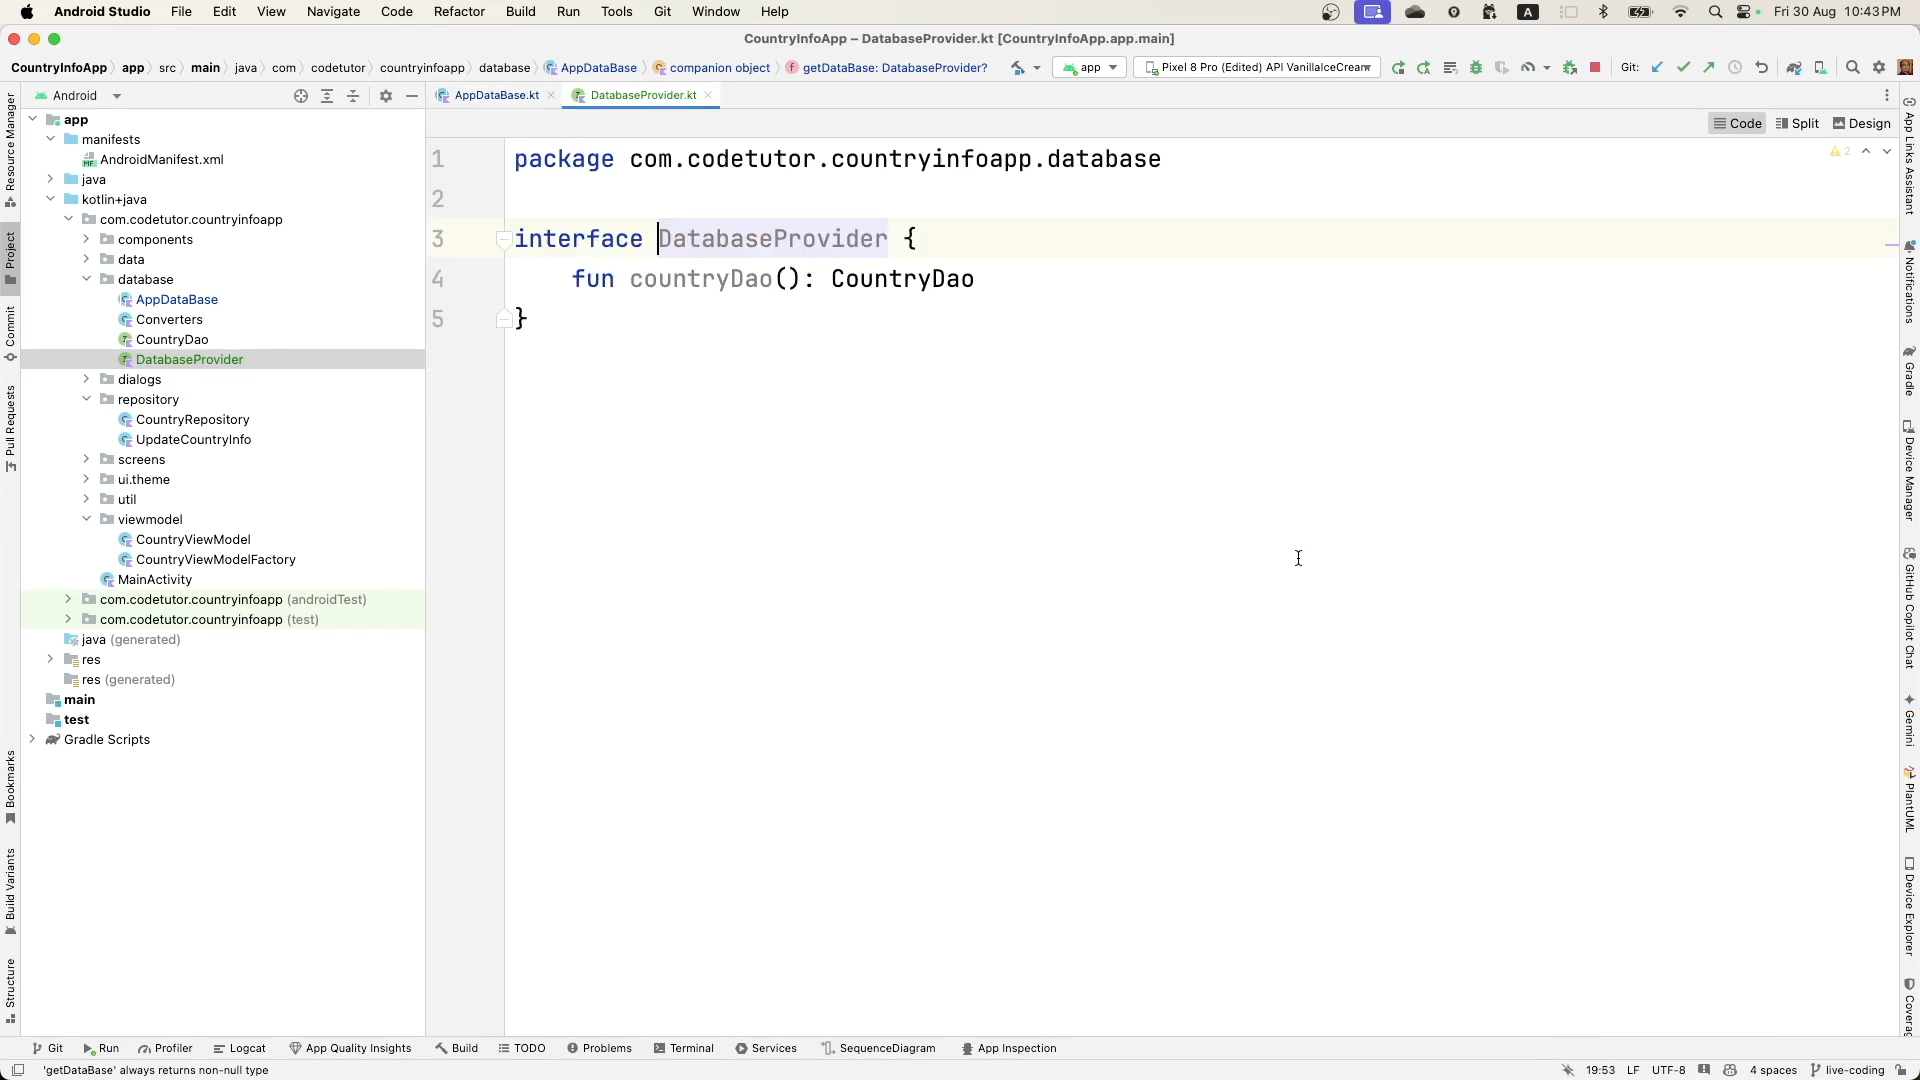 Android Studio File Edit View Navigate Code Refactor Build Run Tools Git Window Help A Fri 30 Aug 10:43 PM
CountryInfoApp – DatabaseProvider.kt [CountryInfoApp.app.main]
CountryInfoApp app src main java com codetutor countryinfoapp database AppDataBase companion object getDataBase: DatabaseProvider? app Pixel 8 Pro (Edited) API VanillaIceCream Git:
Android AppDataBase.kt DatabaseProvider.kt
Code Split Design
2
app
manifests
AndroidManifest.xml
java
kotlin+java
com.codetutor.countryinfoapp
components
data
database
AppDataBase
Converters
CountryDao
DatabaseProvider
dialogs
repository
CountryRepository
UpdateCountryInfo
screens
ui.theme
util
viewmodel
CountryViewModel
CountryViewModelFactory
MainActivity
com.codetutor.countryinfoapp (androidTest)
com.codetutor.countryinfoapp (test)
java (generated)
res
res (generated)
main
test
Gradle Scripts
1 package com.codetutor.countryinfoapp.database
2
3 interface DatabaseProvider {
4 fun countryDao(): CountryDao
5 }
Resource Manager
Project
Commit
Pull Requests
Bookmarks
Build Variants
Structure
App Links Assistant
Notifications
Gradle
Device Manager
GitHub Copilot Chat
Gemini
PlantUML
Device Explorer
Coverag
Git Run Profiler Logcat App Quality Insights Build TODO Problems Terminal Services SequenceDiagram App Inspection
'getDataBase' always returns non-null type 19:53 LF UTF-8 4 spaces live-coding